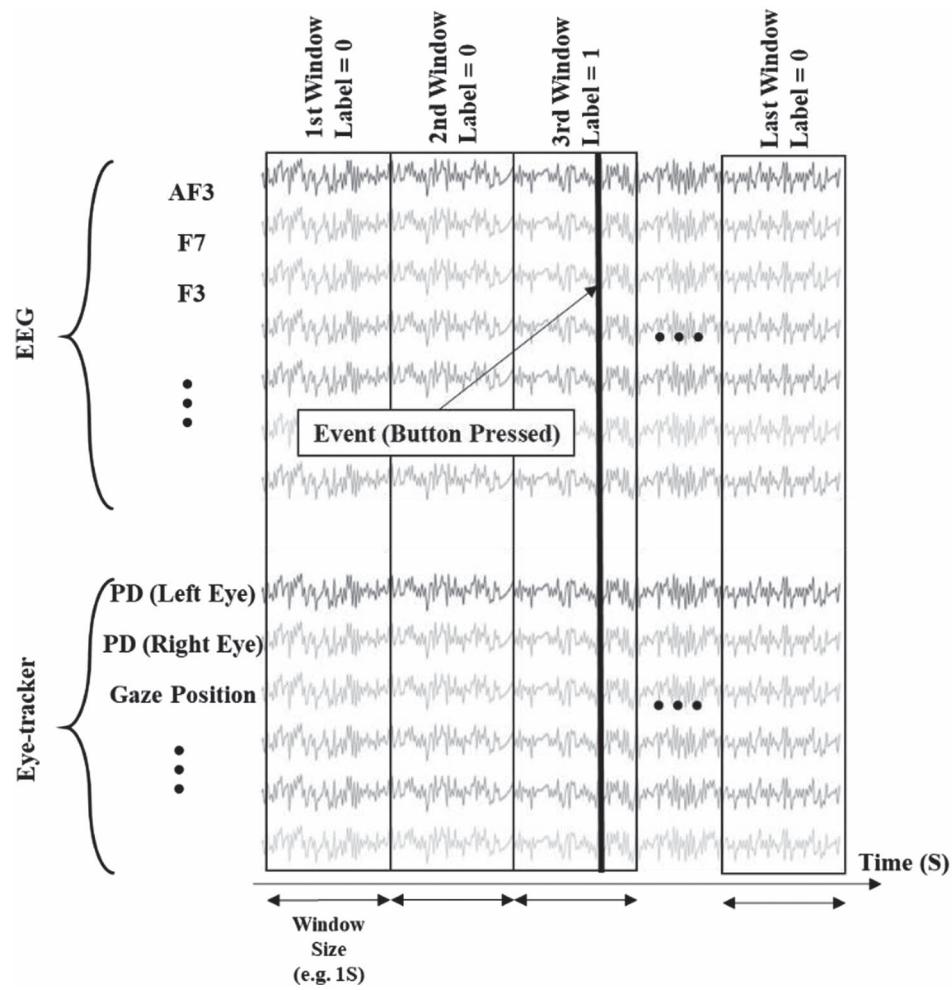 1st Window
Label = 0
2nd Window
Label = 0
3rd Window
Label = 1
Last Window
Label = 0
EEG
AF3
F7
F3
Event (Button Pressed)
Eye-tracker
PD (Left Eye)
PD (Right Eye)
Gaze Position
Time (S)
Window
Size
(e.g. 1S)